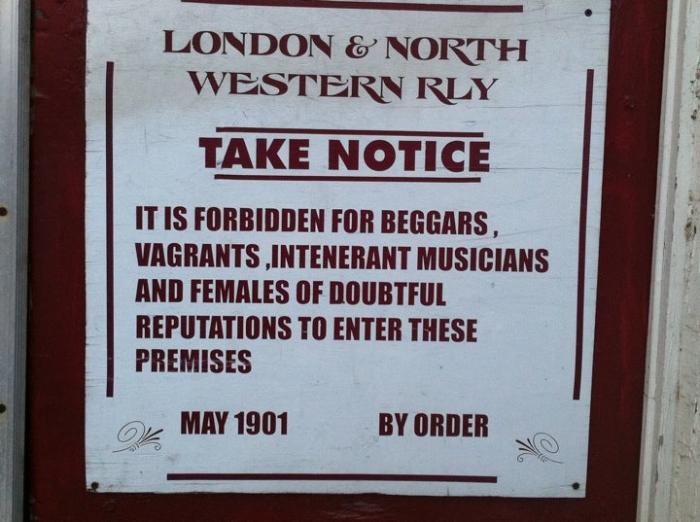 LONDON & NORTH
WESTERN RLY
TAKE NOTICE
IT IS FORBIDDEN FOR BEGGARS ,
VAGRANTS ,INTENERANT MUSICIANS
AND FEMALES OF DOUBTFUL
REPUTATIONS TO ENTER THESE
PREMISES
MAY 1901 BY ORDER